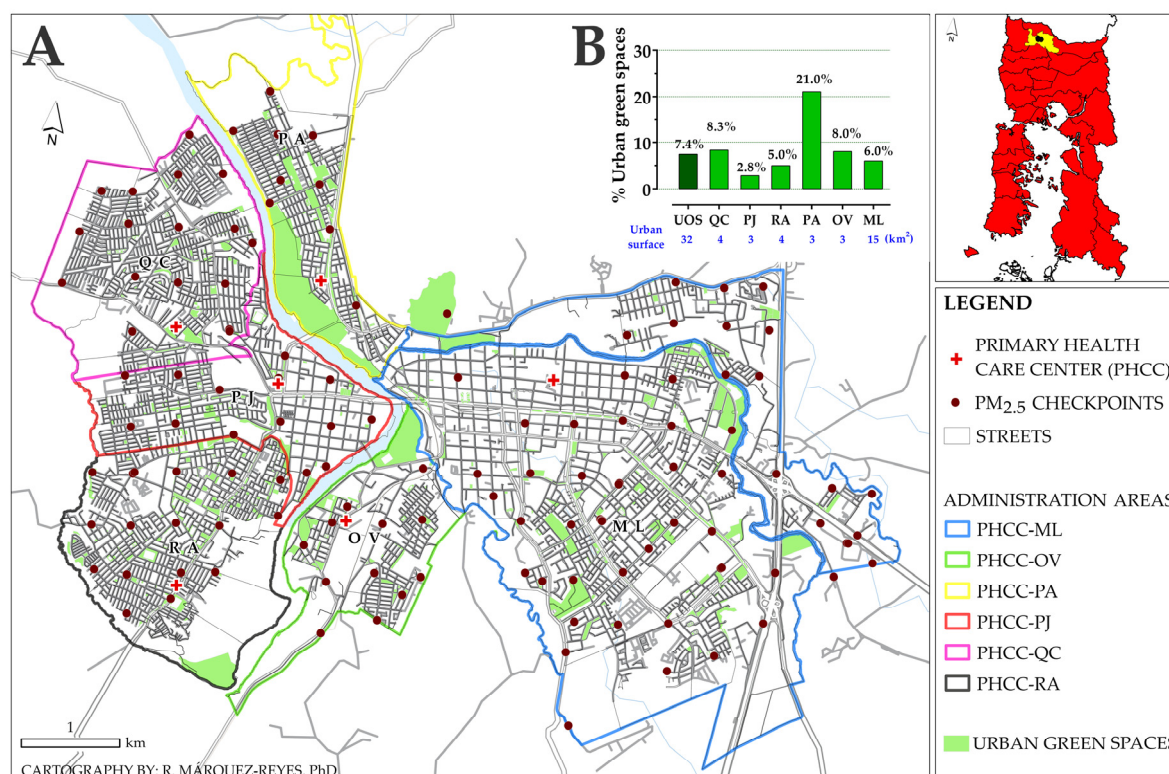 A
N
P A
Q C
P J
R A
O V
M L
1
km
CARTOGRAPHY BY: R. MÁRQUEZ-REYES, PhD
B
% Urban green spaces
30
20
10
0
7.4%
8.3%
2.8%
5.0%
21.0%
8.0%
6.0%
UOS QC PJ RA PA OV ML
Urban surface 32 4 3 4 3 3 15 (km²)
N
LEGEND
PRIMARY HEALTH
CARE CENTER (PHCC)
PM2.5 CHECKPOINTS
STREETS
ADMINISTRATION AREAS
PHCC-ML
PHCC-OV
PHCC-PA
PHCC-PJ
PHCC-QC
PHCC-RA
URBAN GREEN SPACES